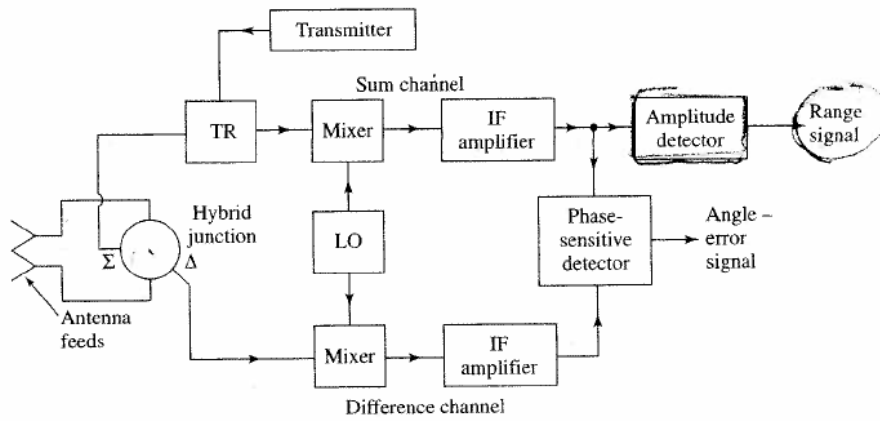 Transmitter
Sum channel
TR
Mixer
IF
amplifier
Amplitude
detector
Range
signal
Hybrid
junction
LO
Phase-
sensitive
detector
Angle –
error
signal
Σ
Δ
Antenna
feeds
Mixer
IF
amplifier
Difference channel